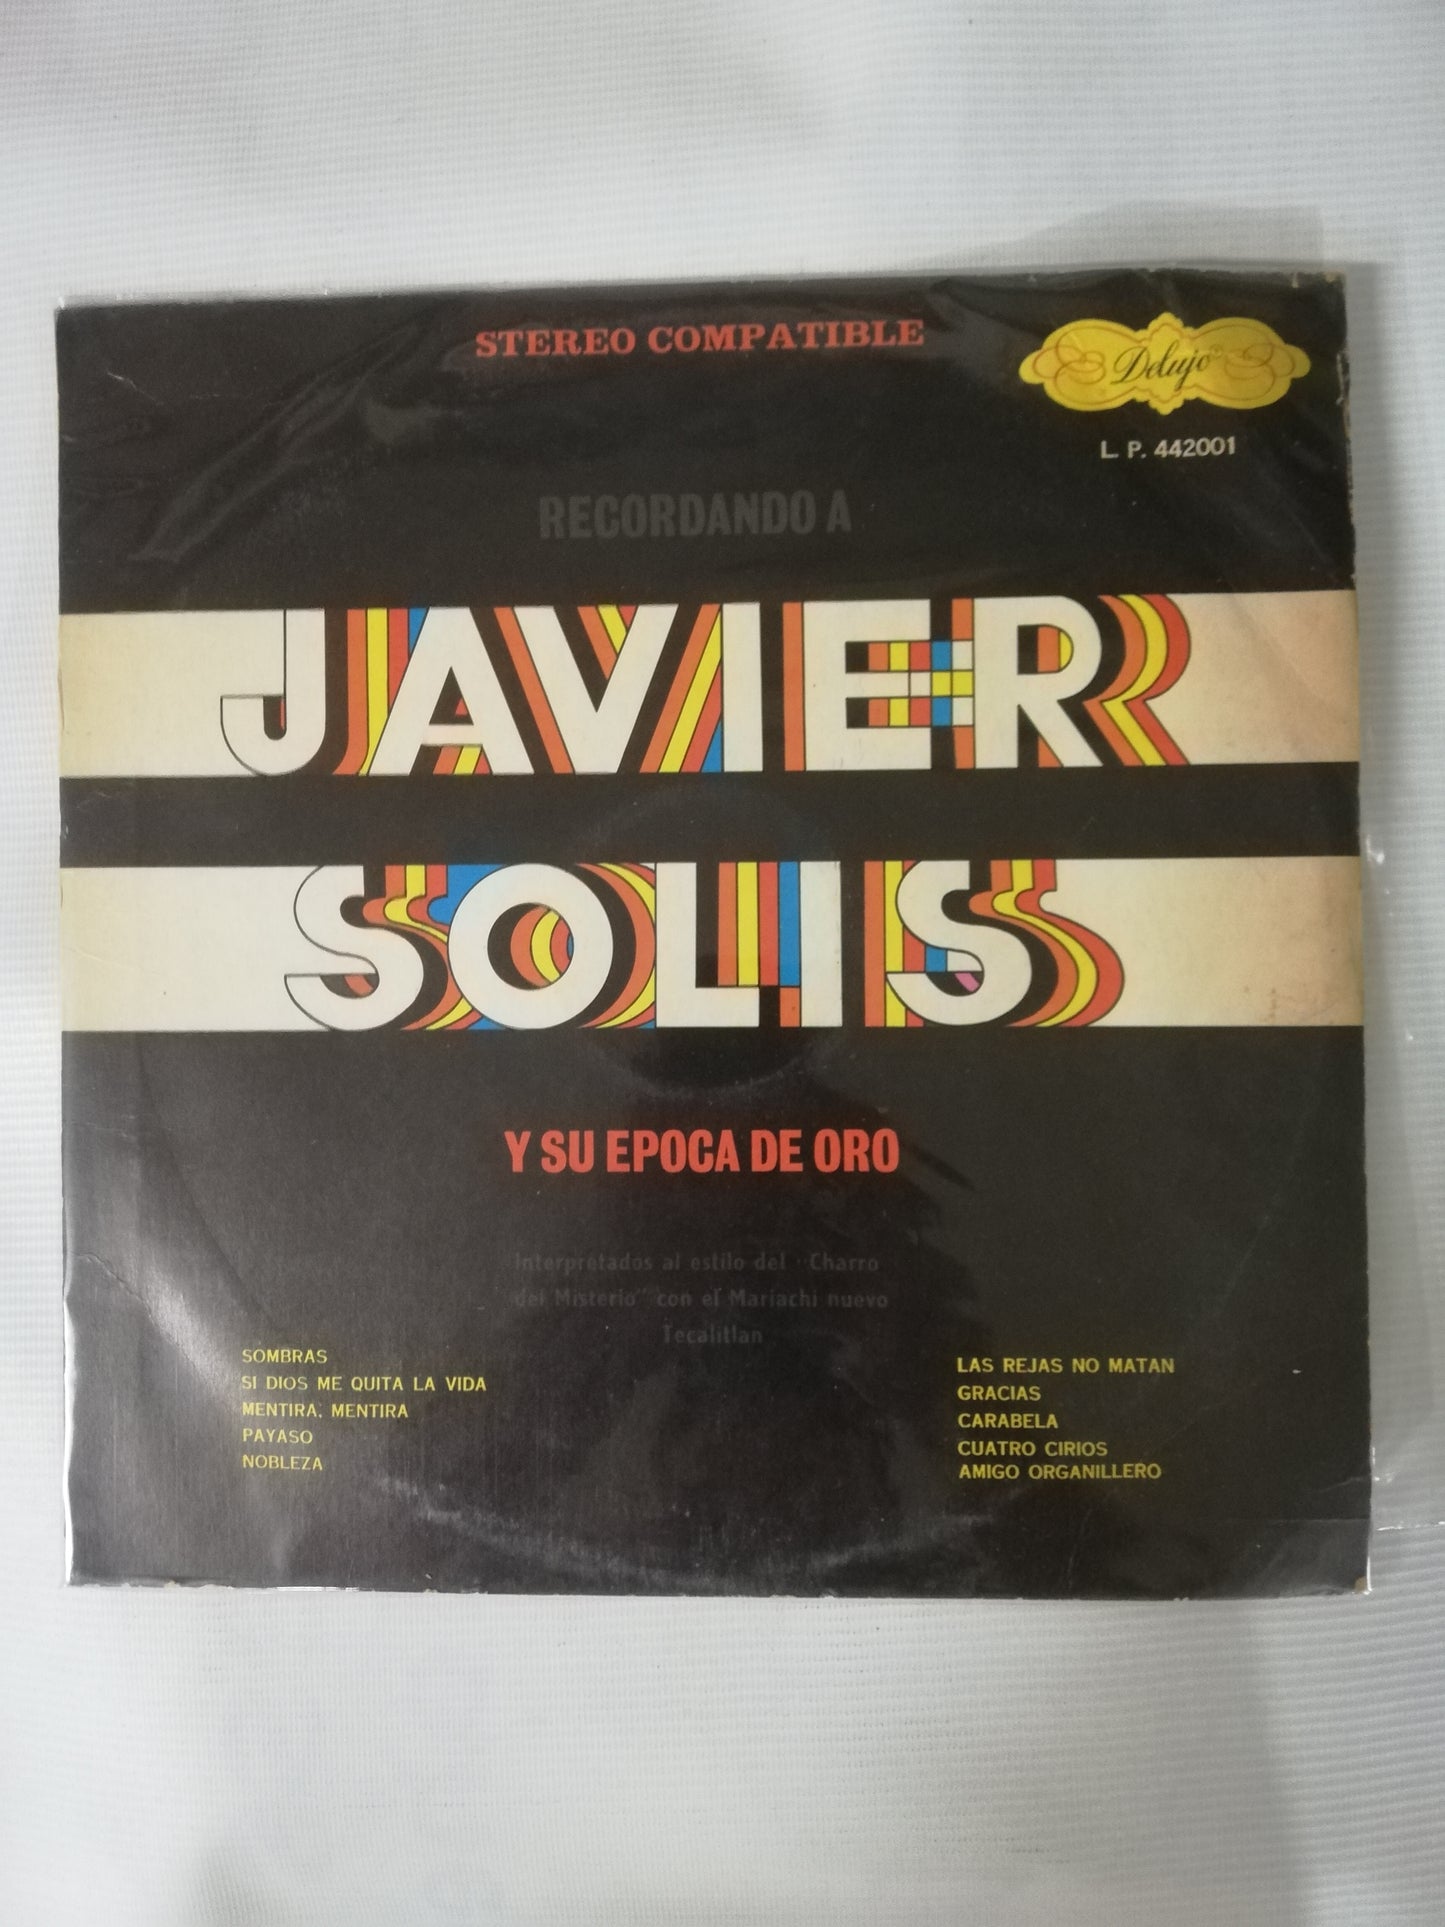 STEREO COMPATIBLE
Delujo
L. P. 442001
RECORDANDO A
JAVIER
SOLIS
Y SU EPOCA DE ORO
Interpretados al estilo del "Charro
del Misterio" con el Mariachi nuevo
Tecalitlan
SOMBRAS
SI DIOS ME QUITA LA VIDA
MENTIRA, MENTIRA
PAYASO
NOBLEZA
LAS REJAS NO MATAN
GRACIAS
CARABELA
CUATRO CIRIOS
AMIGO ORGANILLERO